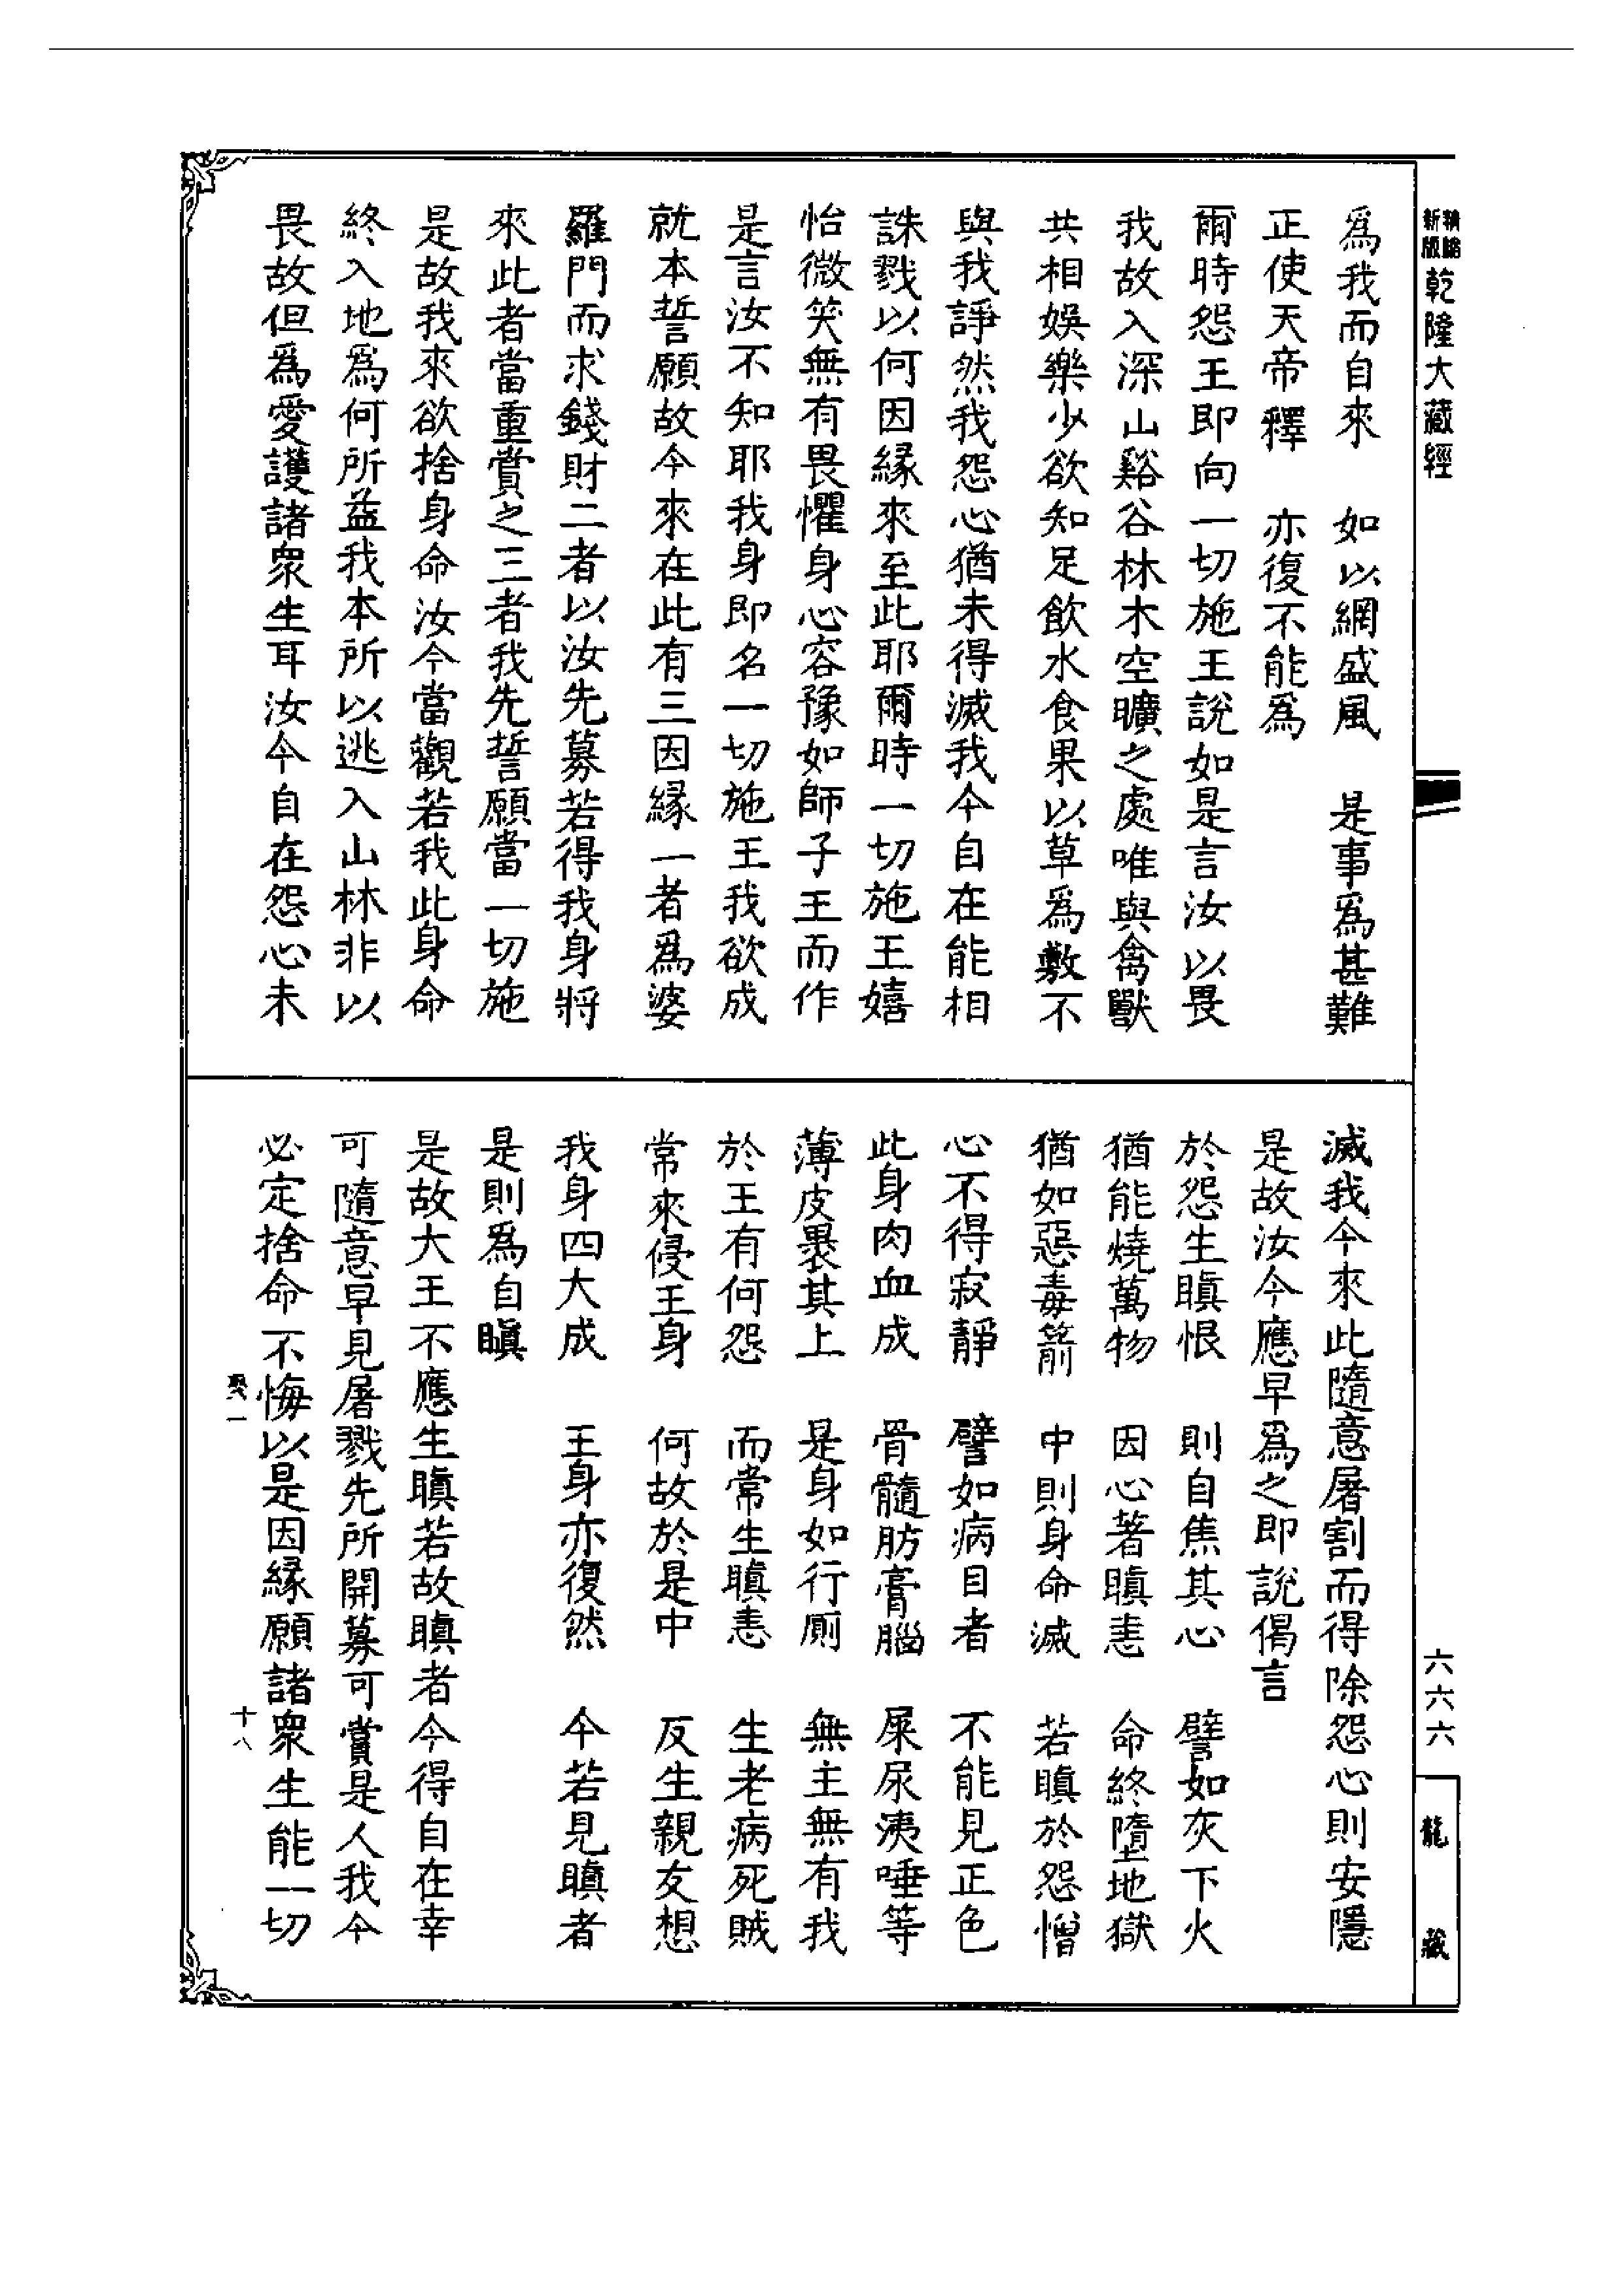 精縮新版乾隆大藏經
為我而自來　如以網盛風　是事為甚難
正使天帝釋　亦復不能為
爾時怨王即向一切施王說如是言汝以畏
我故入深山谿谷林木空曠之處唯與禽獸
共相娛樂少欲知足飲水食果以草為敷不
與我諍然我怨心猶未得滅我今自在能相
誅戮以何因緣來至此耶爾時一切施王嬉
怡微笑無有畏懼身心容豫如師子王而作
是言汝不知耶我身即名一切施王我欲成
就本誓願故今來在此有三因緣一者為婆
羅門而求錢財二者以汝先募若得我身將
來此者當重賞之三者我先誓願當一切施
是故我來欲捨身命汝今當觀若我此身命
終入地為何所益我本所以逃入山林非以
畏故但為愛護諸眾生耳汝今自在怨心未
滅我今來此隨意屠割而得除怨心則安隱
是故汝今應早為之即說偈言
於怨生瞋恨　則自焦其心　譬如灰下火
猶能燒萬物　因心著瞋恚　命終墮地獄
猶如惡毒箭　中則身命滅　若瞋於怨憎
心不得寂靜　譬如病目者　不能見正色
此身肉血成　骨髓肪膏腦　屎尿洟唾等
薄皮裹其上　是身如行廁　無主無有我
於王有何怨　而常生瞋恚　生老病死賊
常來侵王身　何故於是中　反生親友想
我身四大成　王身亦復然　今若見瞋者
是則為自瞋
是故大王不應生瞋若故瞋者今得自在幸
可隨意早見屠戮先所開募可賞是人我今
必定捨命不悔以是因緣願諸眾生能一切
十八
六六六
龍藏